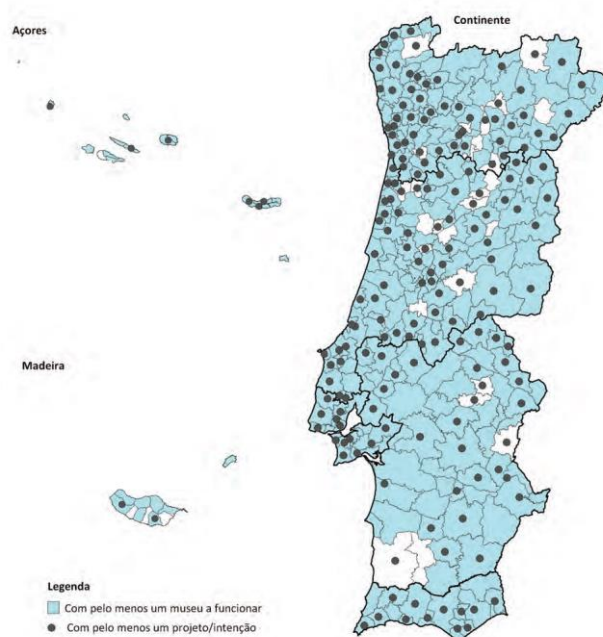 Açores
Continente
Madeira
Legenda
Com pelo menos um museu a funcionar
Com pelo menos um projeto/intenção